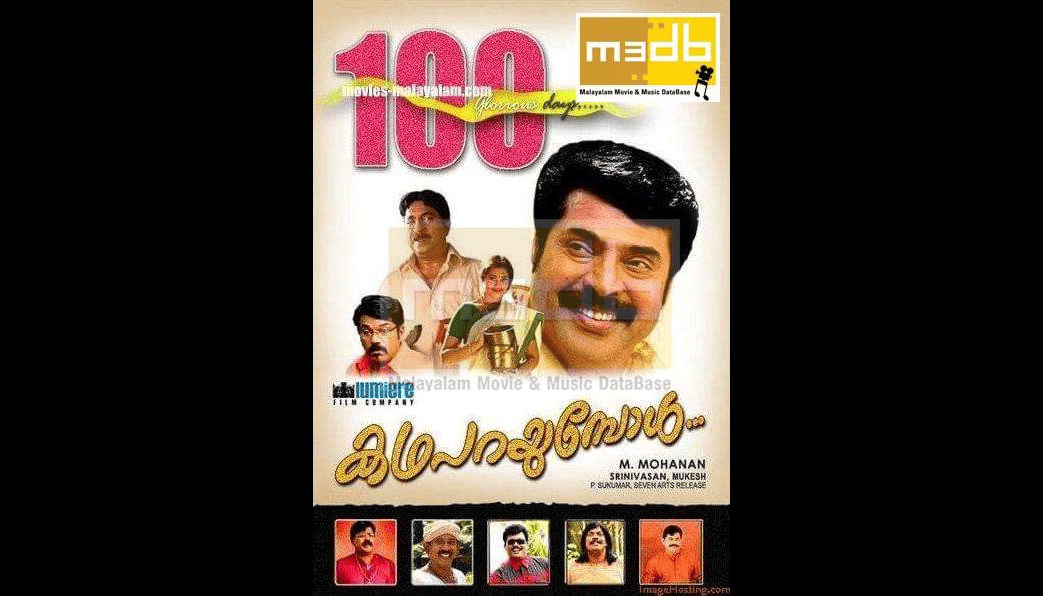 100
movies-malayalam.com
Glorious days.....
m3db
Malayalam Movie & Music DataBase
m3db
Malayalam Movie & Music DataBase
lumiere
FILM COMPANY
കഥപറയുമ്പോൾ...
M. MOHANAN
SRINIVASAN, MUKESH
P. SUKUMAR, SEVEN ARTS RELEASE
ImageHosting.com